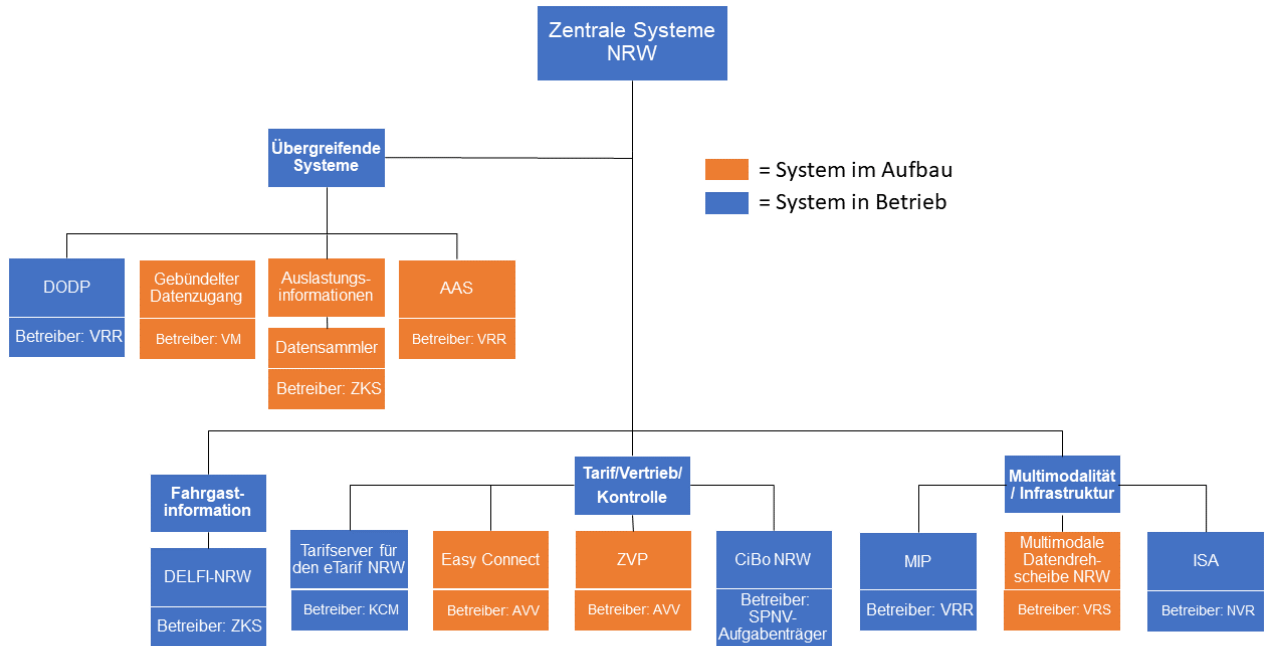 Zentrale Systeme
NRW
Übergreifende
Systeme
= System im Aufbau
= System in Betrieb
DODP
Betreiber: VRR
Gebündelter
Datenzugang
Betreiber: VM
Auslastungs-
informationen
Datensammler
Betreiber: ZKS
AAS
Betreiber: VRR
Fahrgast-
information
DELFI-NRW
Betreiber: ZKS
Tarif/Vertrieb/
Kontrolle
Tarifserver für
den eTarif NRW
Betreiber: KCM
Easy Connect
Betreiber: AVV
ZVP
Betreiber: AVV
CiBo NRW
Betreiber:
SPNV-
Aufgabenträger
Multimodalität
/ Infrastruktur
MIP
Betreiber: VRR
Multimodale
Datendreh-
scheibe NRW
Betreiber: VRS
ISA
Betreiber: NVR